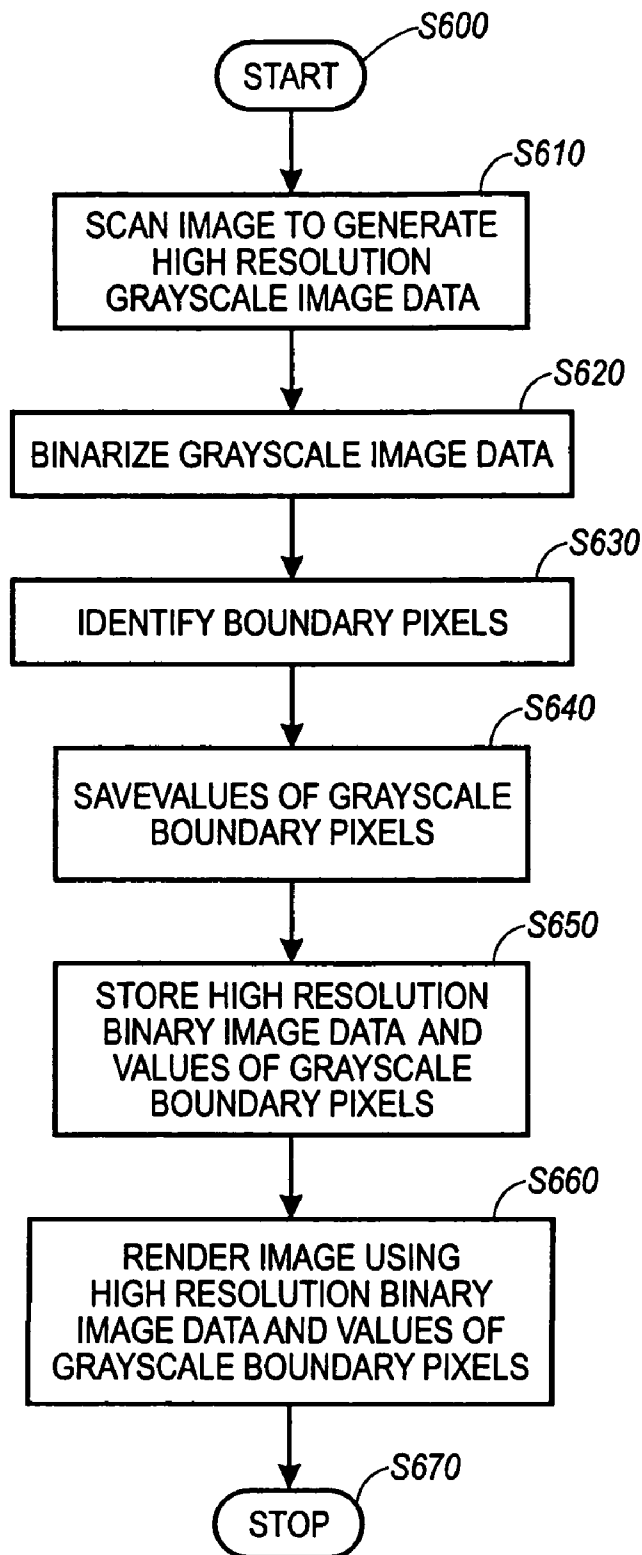 S600
START
S610
SCAN IMAGE TO GENERATE
HIGH RESOLUTION
GRAYSCALE IMAGE DATA
S620
BINARIZE GRAYSCALE IMAGE DATA
S630
IDENTIFY BOUNDARY PIXELS
S640
SAVEVALUES OF GRAYSCALE
BOUNDARY PIXELS
S650
STORE HIGH RESOLUTION
BINARY IMAGE DATA AND
VALUES OF GRAYSCALE
BOUNDARY PIXELS
S660
RENDER IMAGE USING
HIGH RESOLUTION BINARY
IMAGE DATA AND VALUES OF
GRAYSCALE BOUNDARY PIXELS
S670
STOP